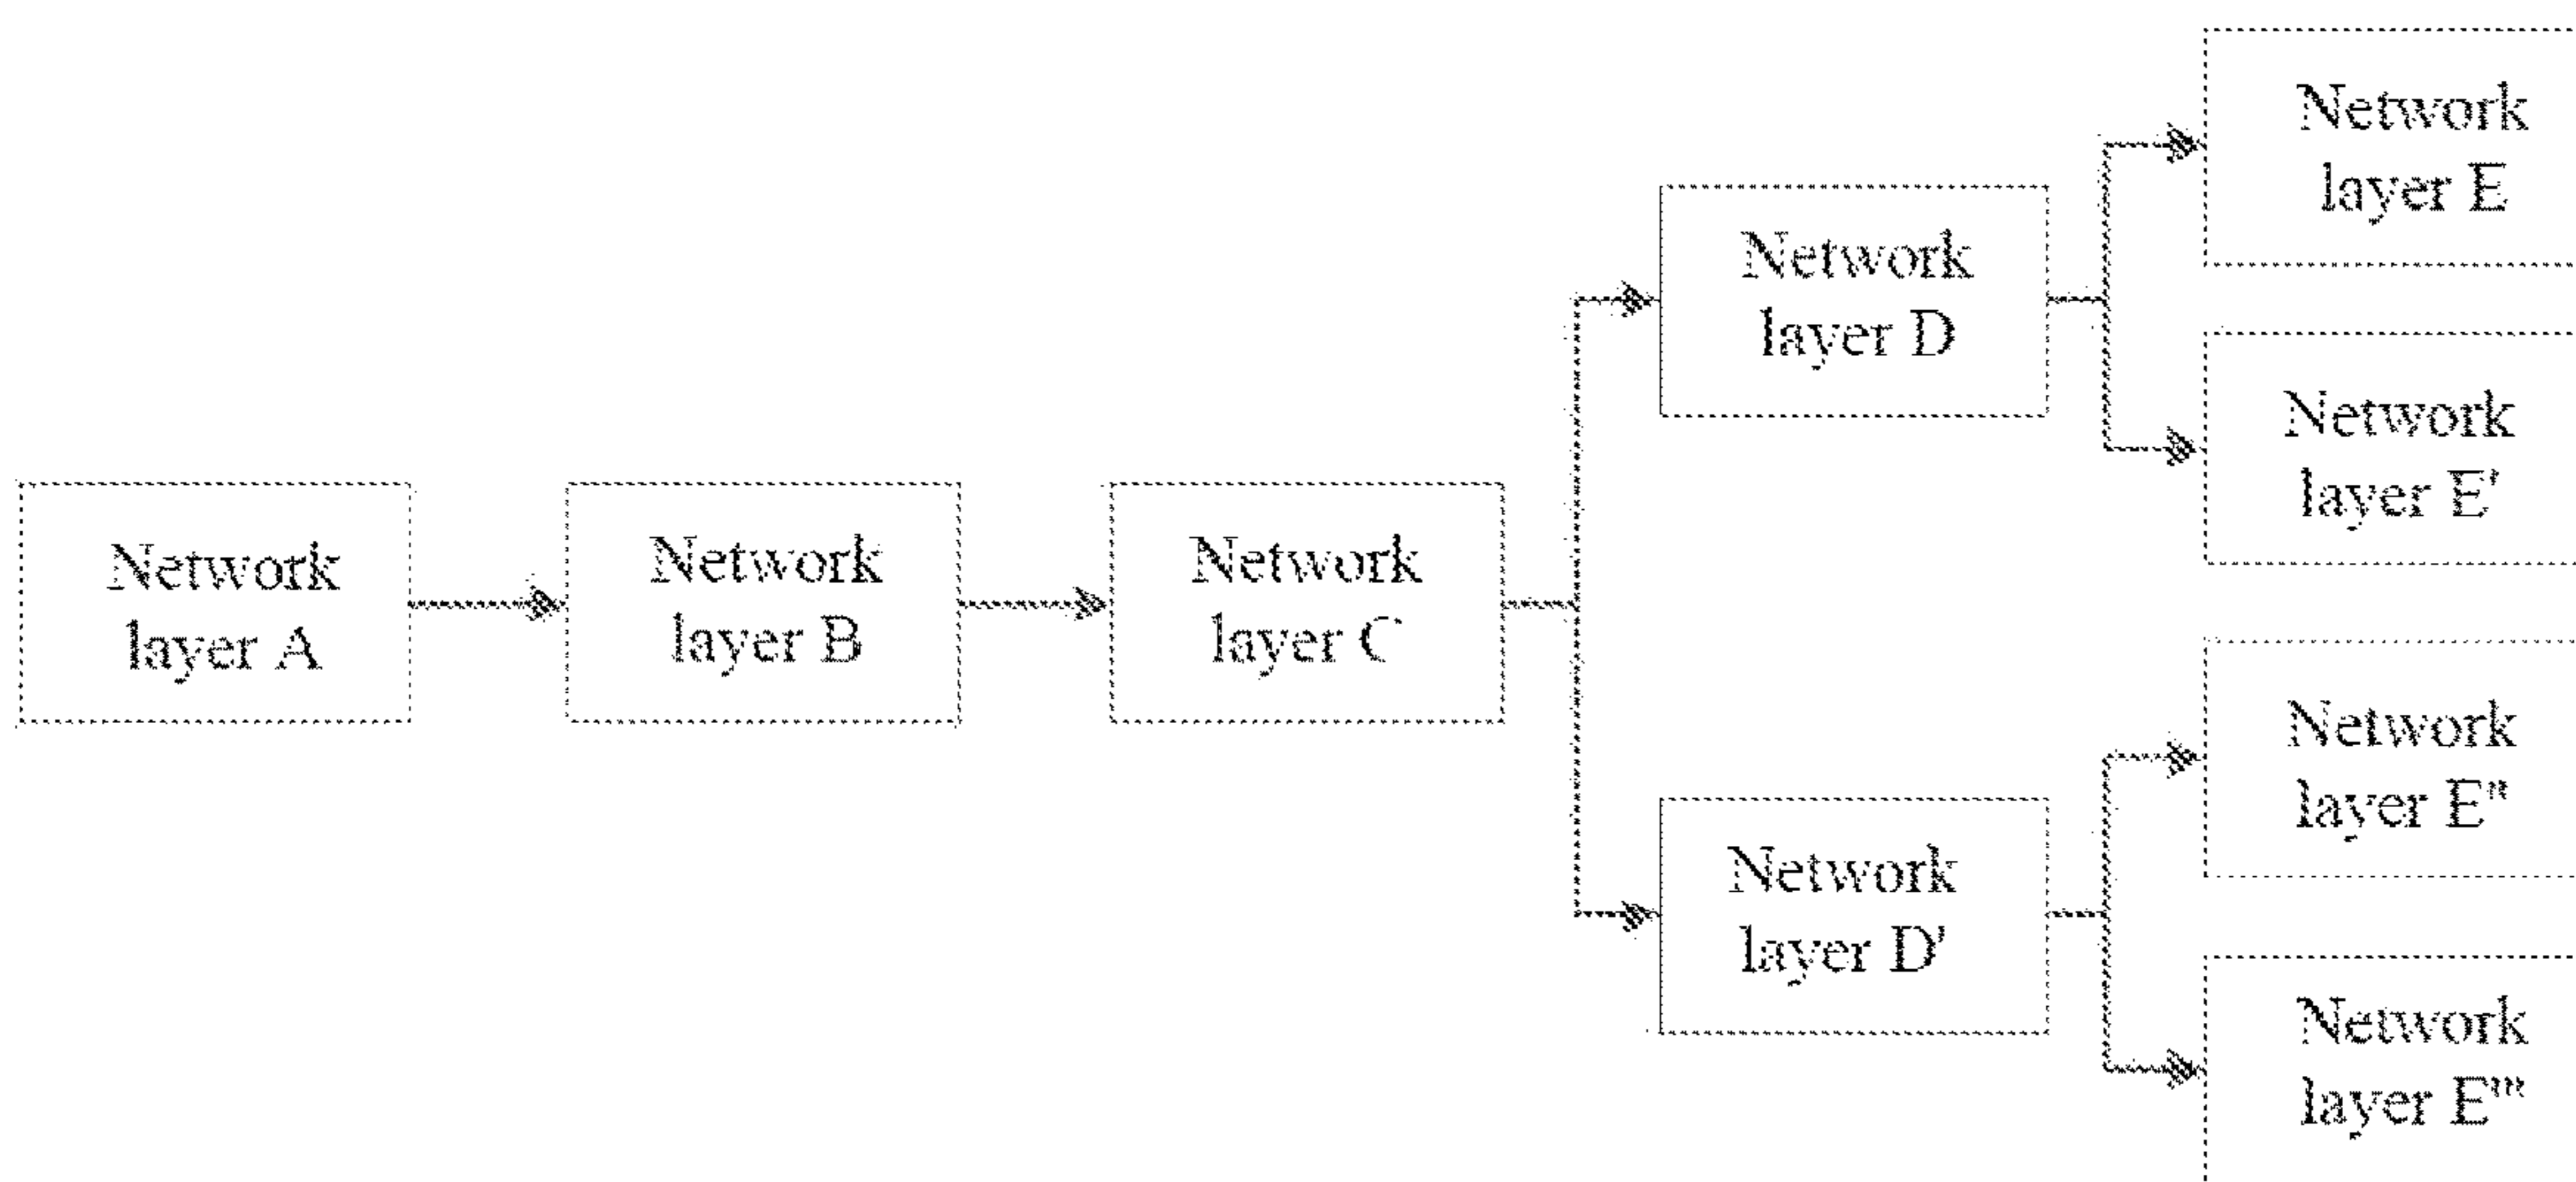 Network
layer A
Network
layer B
Network
layer C
Network
layer D
Network
layer D'
Network
layer E
Network
layer E'
Network
layer E"
Network
layer E'''